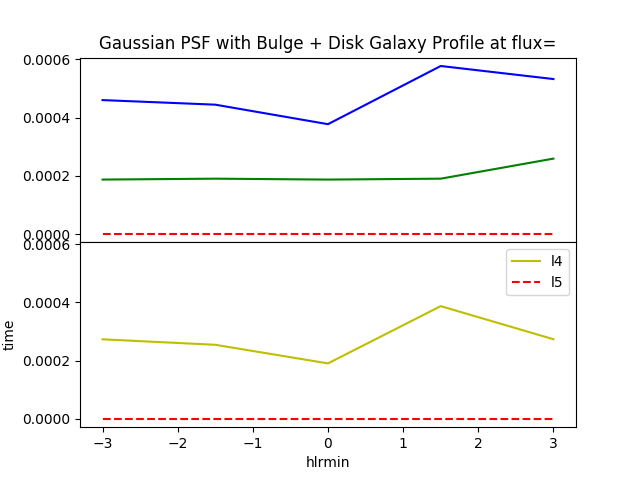 Gaussian PSF with Bulge + Disk Galaxy Profile at flux=
0.0006
0.0004
0.0002
0.0000
0.0006
0.0004
0.0002
0.0000
time
l4
l5
−3 −2 −1 0 1 2 3
hlrmin